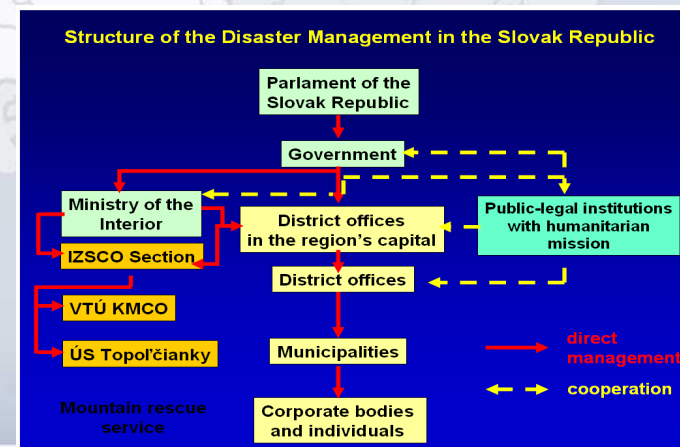 Structure of the Disaster Management in the Slovak Republic
Parlament of the
Slovak Republic
Government
Ministry of the
Interior
District offices
in the region's capital
Public-legal institutions
with humanitarian
mission
IZSCO Section
District offices
VTÚ KMCO
ÚS Topoľčianky
Municipalities
direct
management
cooperation
Mountain rescue
service
Corporate bodies
and individuals